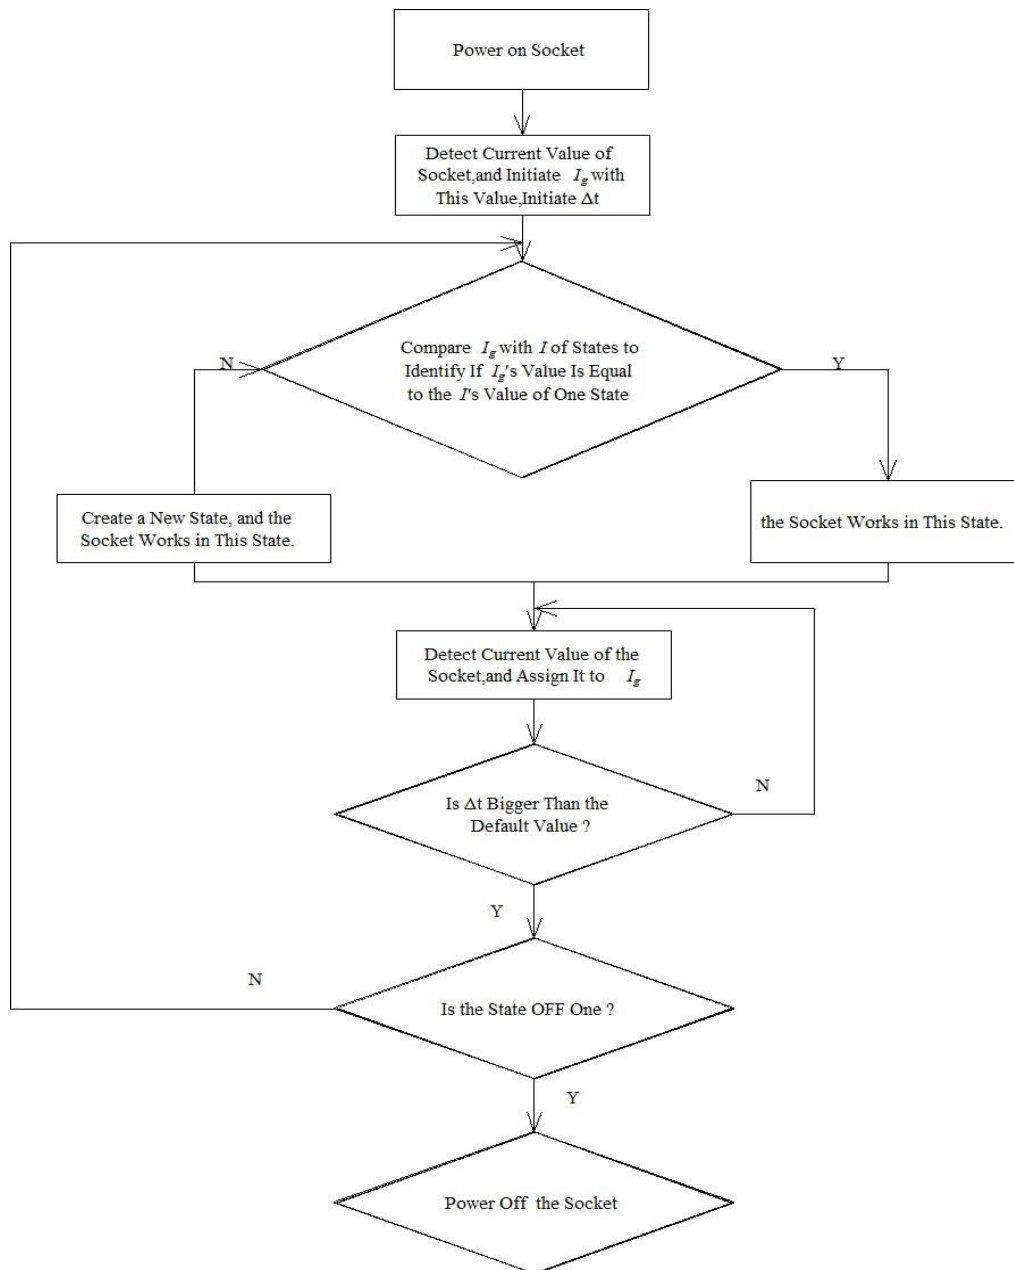 Power on Socket
Detect Current Value of
Socket,and Initiate I_g with
This Value,Initiate Δt
Compare I_g with I of States to
Identify If I_g's Value Is Equal
to the I's Value of One State
N
Y
Create a New State, and the
Socket Works in This State.
the Socket Works in This State.
Detect Current Value of the
Socket,and Assign It to I_g
Is Δt Bigger Than the
Default Value ?
N
Y
Is the State OFF One ?
N
Y
Power Off the Socket